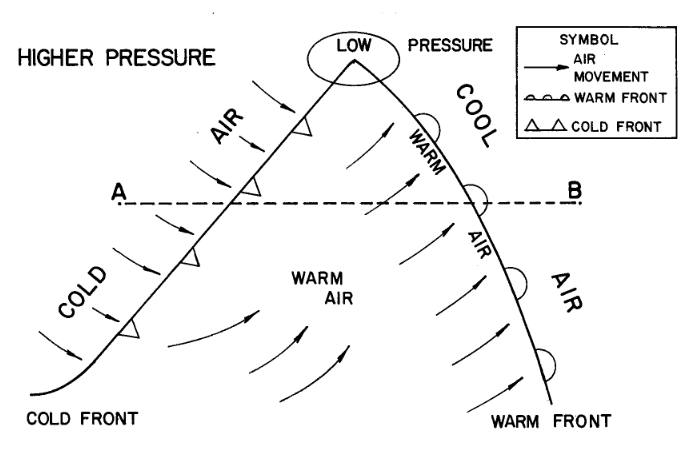 HIGHER PRESSURE
LOW PRESSURE
SYMBOL
AIR
MOVEMENT
WARM FRONT
COLD FRONT
COLD AIR
WARM AIR
COOL AIR
A
B
WARM
AIR
COLD FRONT
WARM FRONT